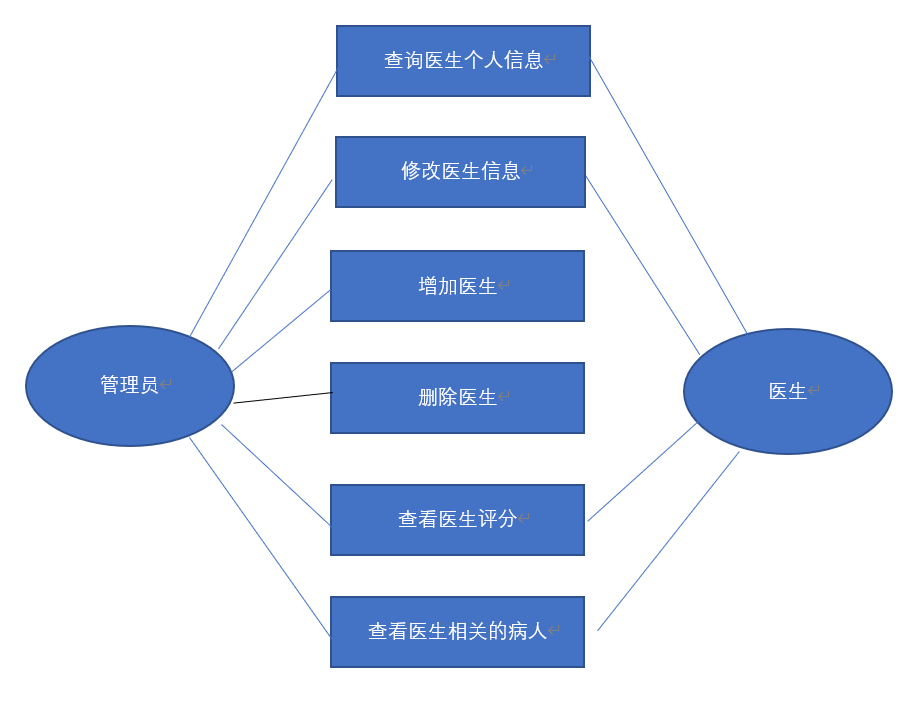 查询医生个人信息
修改医生信息
增加医生
管理员
删除医生
医生
查看医生评分
查看医生相关的病人